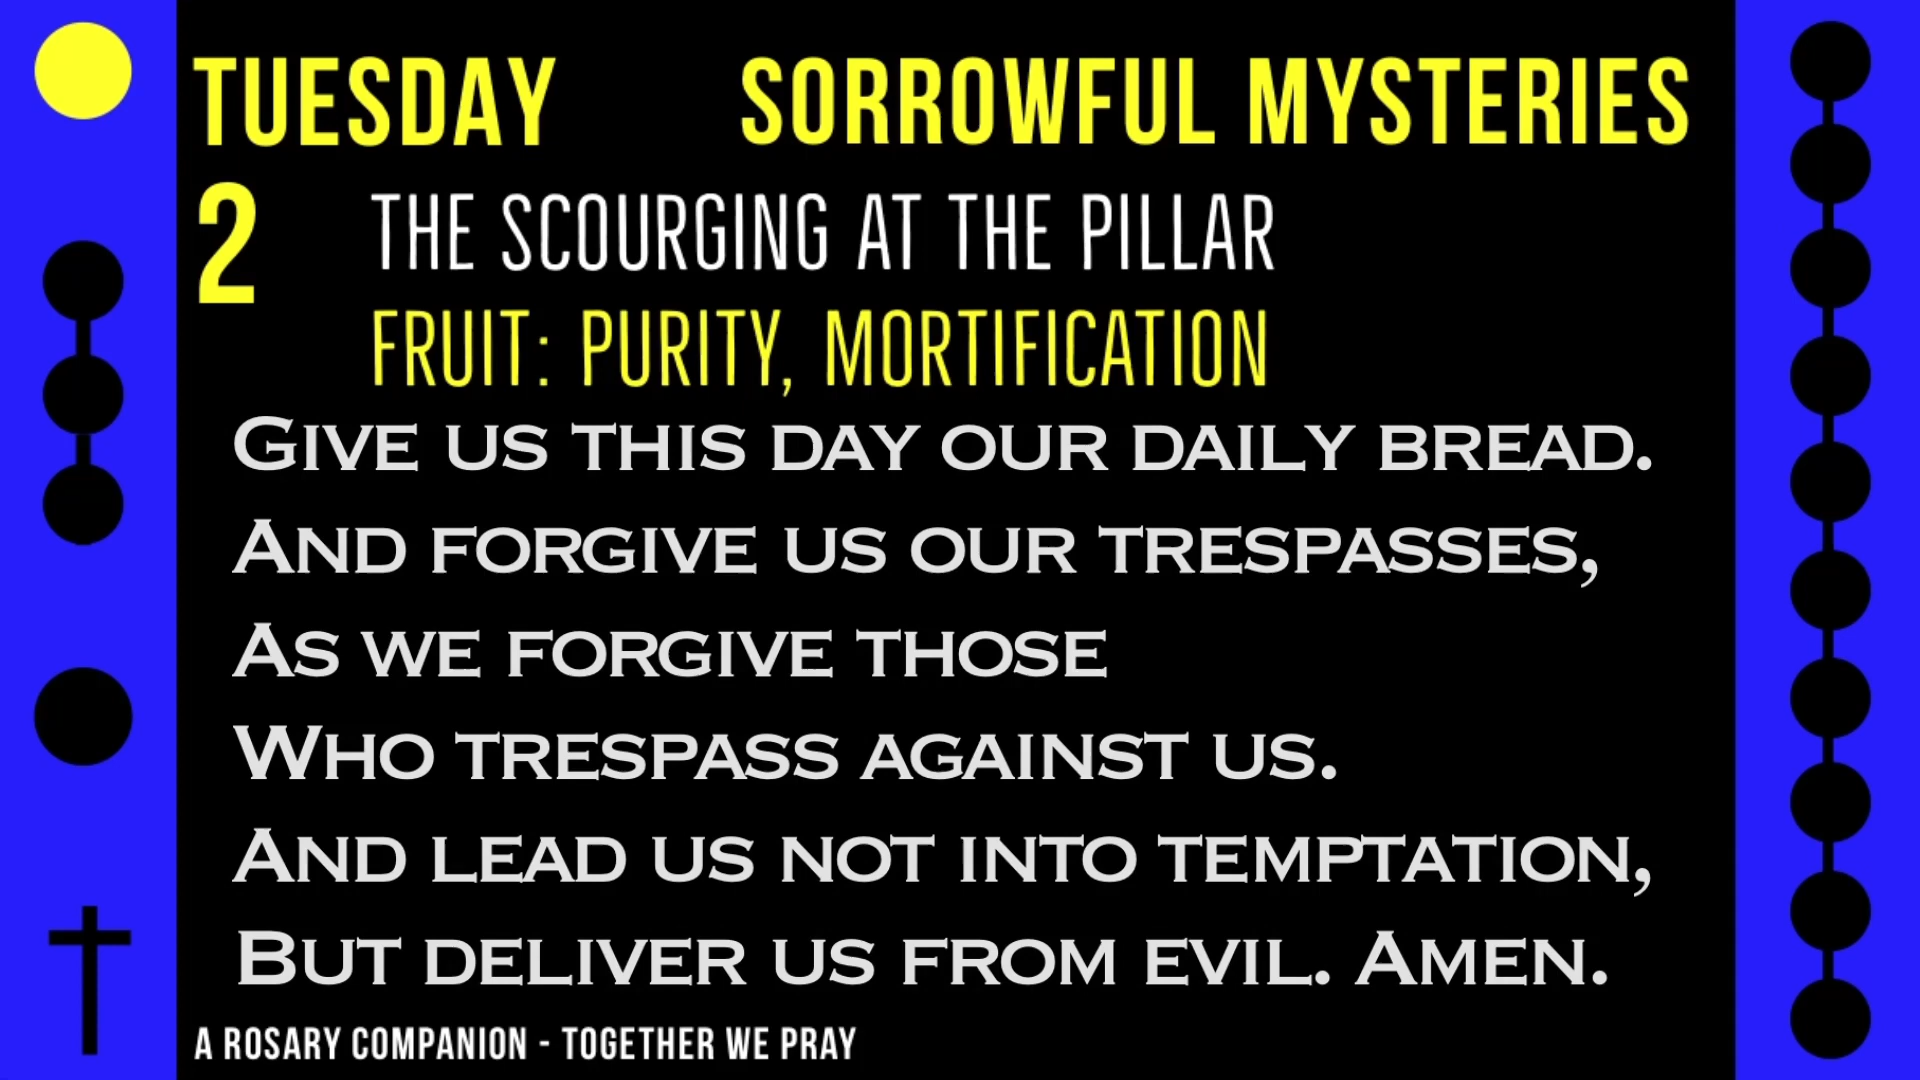 TUESDAY SORROWFUL MYSTERIES
2 THE SCOURGING AT THE PILLAR
FRUIT: PURITY, MORTIFICATION
GIVE US THIS DAY OUR DAILY BREAD.
AND FORGIVE US OUR TRESPASSES,
AS WE FORGIVE THOSE
WHO TRESPASS AGAINST US.
AND LEAD US NOT INTO TEMPTATION,
BUT DELIVER US FROM EVIL. AMEN.
A ROSARY COMPANION - TOGETHER WE PRAY